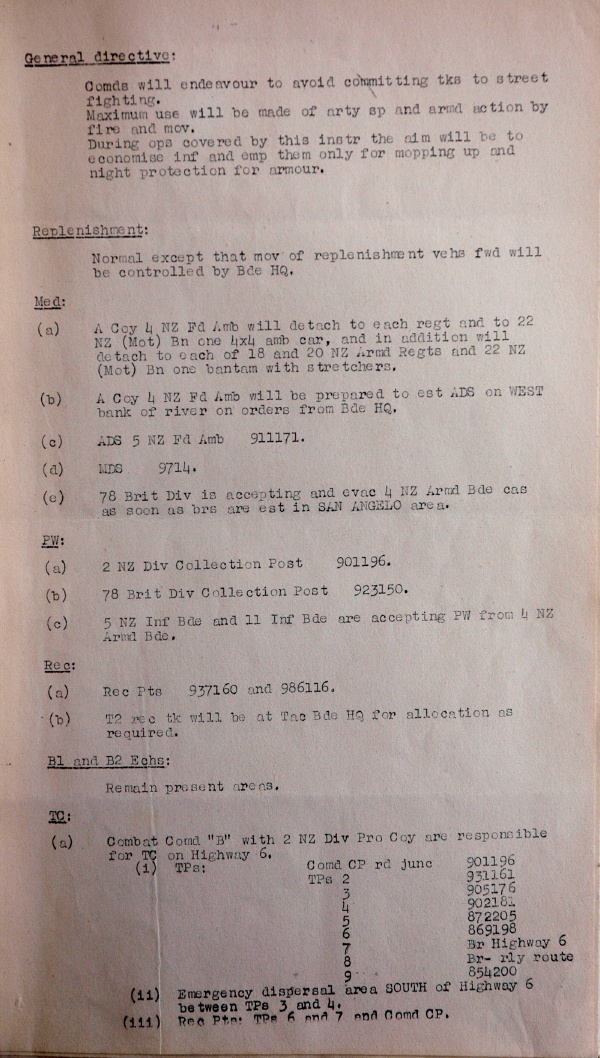 General directive:
Comds will endeavour to avoid committing tks to street
fighting.
Maximum use will be made of arty sp and armd action by
fire and mov.
During ops covered by this instr the aim will be to
economise inf and emp them only for mopping up and
night protection for armour.
Replenishment:
Normal except that mov of replenishment vehs fwd will
be controlled by Bde HQ.
Med:
(a) A Coy 4 NZ Fd Amb will detach to each regt and to 22
NZ (Mot) Bn one 4x4 amb car, and in addition will
detach to each of 18 and 20 NZ Armd Regts and 22 NZ
(Mot) Bn one bantam with stretchers.
(b) A Coy 4 NZ Fd Amb will be prepared to est ADS on WEST
bank of river on orders from Bde HQ.
(c) ADS 5 NZ Fd Amb 911171.
(d) MDS 9714.
(e) 78 Brit Div is accepting and evac 4 NZ Armd Bde cas
as soon as brs are est in SAN ANGELO area.
PW:
(a) 2 NZ Div Collection Post 901196.
(b) 78 Brit Div Collection Post 923150.
(c) 5 NZ Inf Bde and 11 Inf Bde are accepting PW from 4 NZ
Armd Bde.
Rec:
(a) Rec Pts 937160 and 986116.
(b) T2 rec tk will be at Tac Bde HQ for allocation as
required.
B1 and B2 Echs:
Remain present areas.
TC:
(a) Combat Comd "B" with 2 NZ Div Pro Coy are responsible
for TC on Highway 6.
(i) TPs: Comd CP rd junc 901196
TPs 2 931161
3 905176
4 902181
5 872205
6 869198
7 Br Highway 6
8 Br- rly route
9 854200
(ii) Emergency dispersal area SOUTH of Highway 6
between TPs 3 and 4.
(iii) Rec Pts: TPs 6 and 7 and Comd CP.